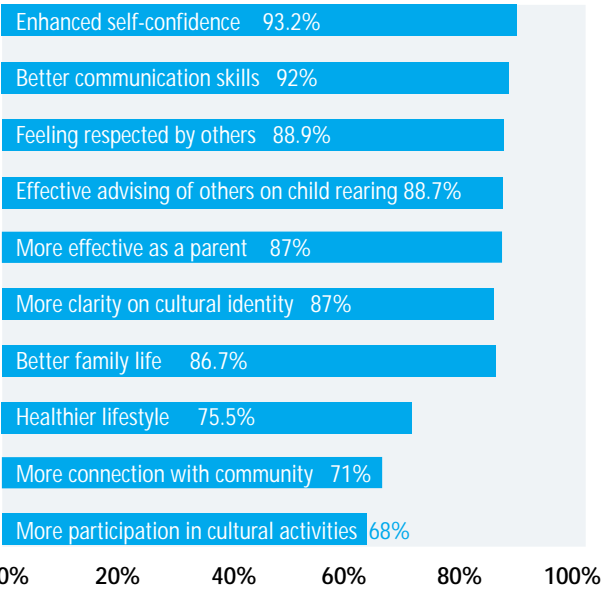 Enhanced self-confidence 93.2%
Better communication skills 92%
Feeling respected by others 88.9%
Effective advising of others on child rearing 88.7%
More effective as a parent 87%
More clarity on cultural identity 87%
Better family life 86.7%
Healthier lifestyle 75.5%
More connection with community 71%
More participation in cultural activities 68%
0% 20% 40% 60% 80% 100%